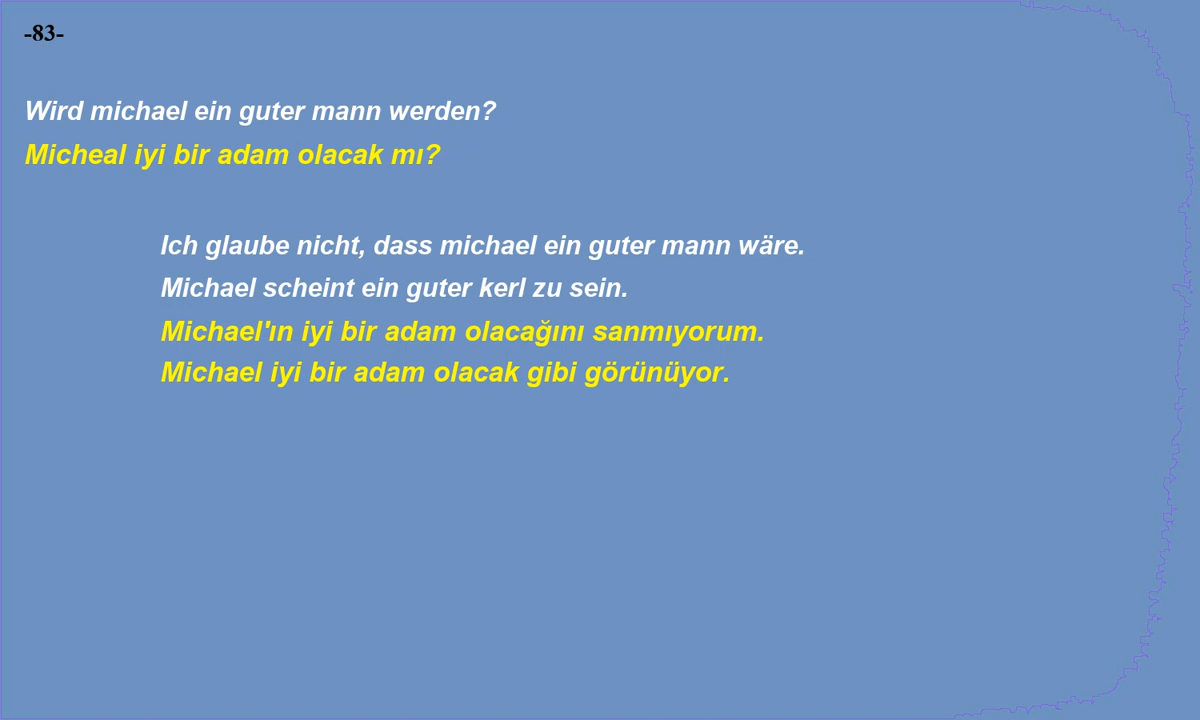 -83-
Wird michael ein guter mann werden?
Micheal iyi bir adam olacak mı?
Ich glaube nicht, dass michael ein guter mann wäre.
Michael scheint ein guter kerl zu sein.
Michael'ın iyi bir adam olacağını sanmıyorum.
Michael iyi bir adam olacak gibi görünüyor.